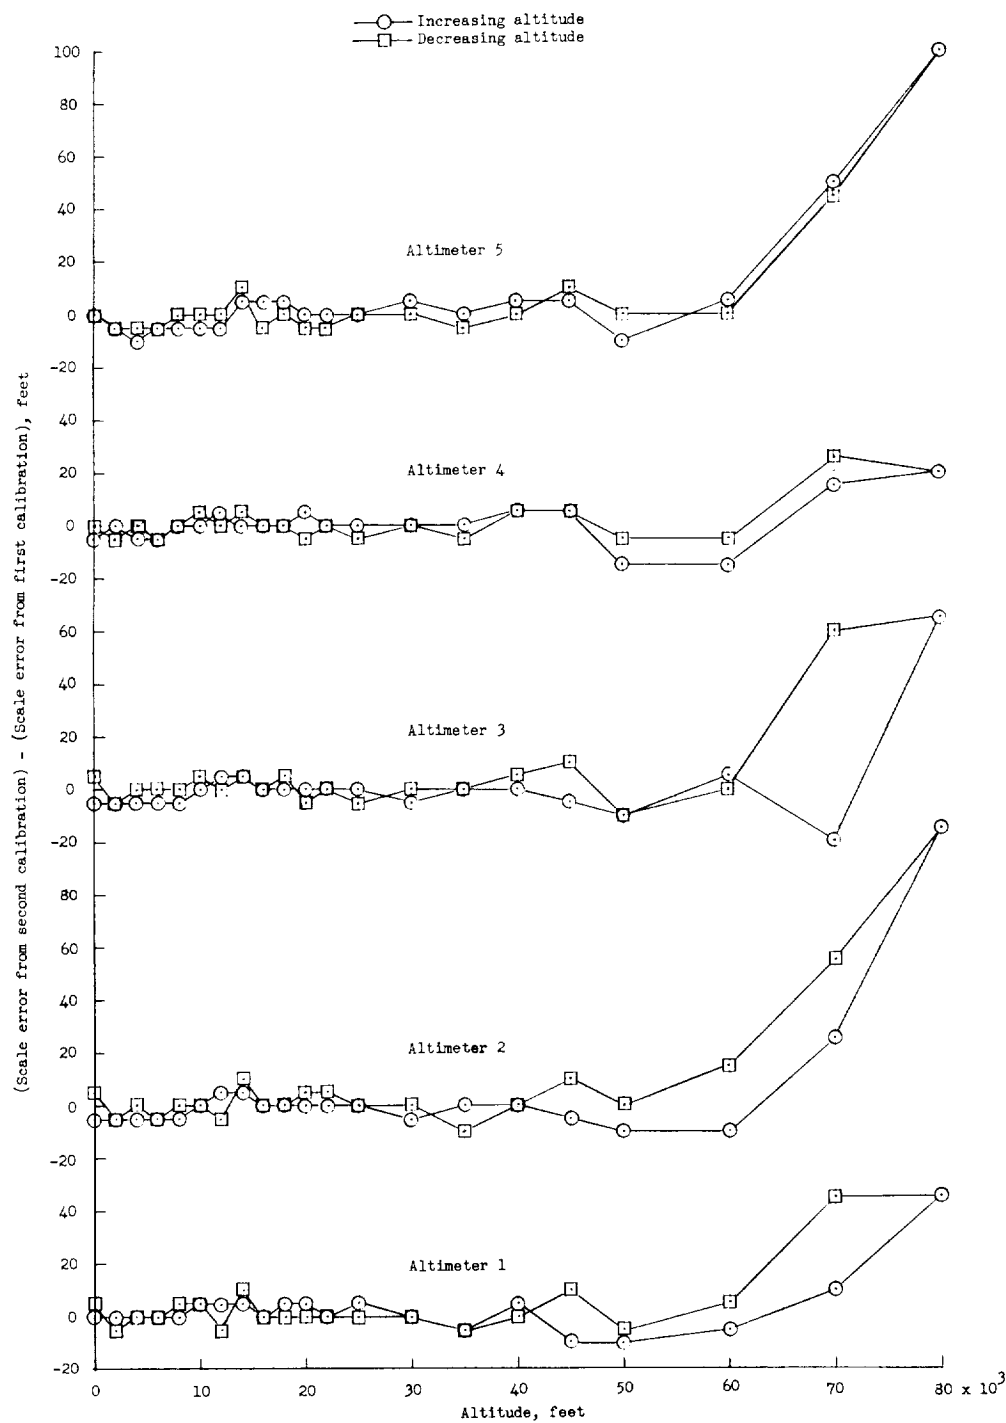 Increasing altitude
Decreasing altitude
100
80
60
40
Altimeter 5
20
0
-20
40
Altimeter 4
20
0
-20
60
40
Altimeter 3
20
0
-20
80
60
40
Altimeter 2
20
0
-20
40
Altimeter 1
20
0
-20
0 10 20 30 40 50 60 70 80 x 10³
Altitude, feet
(Scale error from second calibration) - (Scale error from first calibration), feet